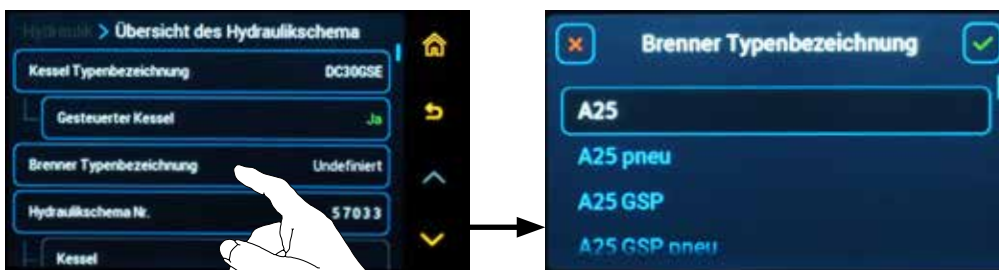 Hydraulik > Übersicht des Hydraulikschema
Kessel Typenbezeichnung DC30GSE
Gesteuerter Kessel Ja
Brenner Typenbezeichnung Undefiniert
Hydraulikschema Nr. 57033
Kessel
Brenner Typenbezeichnung
A25
A25 pneu
A25 GSP
A25 GSP pneu